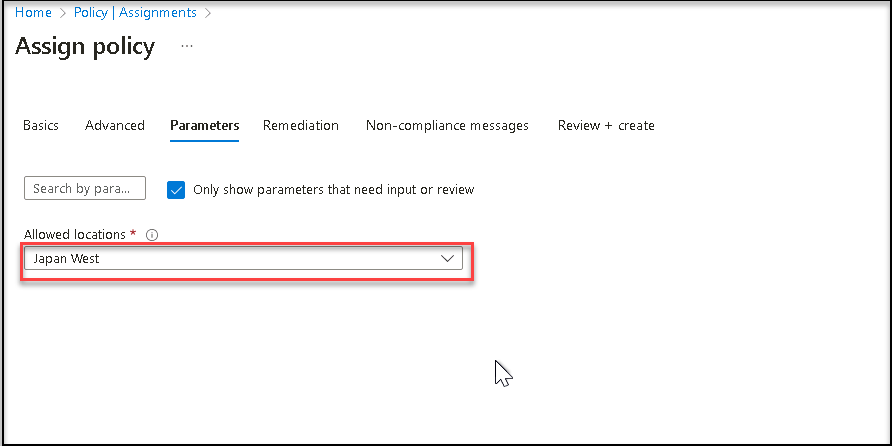 Home > Policy | Assignments >
Assign policy ...
Basics Advanced Parameters Remediation Non-compliance messages Review + create
Search by para... Only show parameters that need input or review
Allowed locations *
Japan West